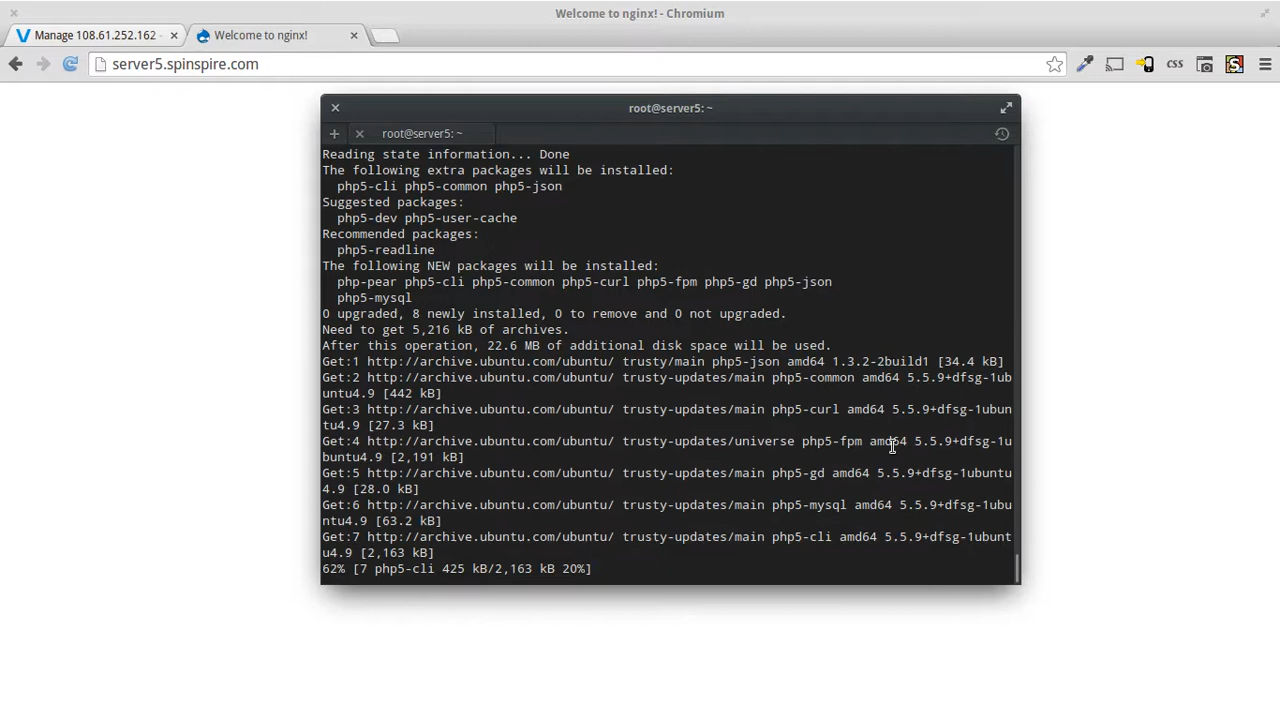 Welcome to nginx! - Chromium
Manage 108.61.252.162 -
Welcome to nginx!
server5.spinspire.com
CSS
root@server5: ~
root@server5: ~
Reading state information... Done
The following extra packages will be installed:
php5-cli php5-common php5-json
Suggested packages:
php5-dev php5-user-cache
Recommended packages:
php5-readline
The following NEW packages will be installed:
php-pear php5-cli php5-common php5-curl php5-fpm php5-gd php5-json
php5-mysql
0 upgraded, 8 newly installed, 0 to remove and 0 not upgraded.
Need to get 5,216 kB of archives.
After this operation, 22.6 MB of additional disk space will be used.
Get:1 http://archive.ubuntu.com/ubuntu/ trusty/main php5-json amd64 1.3.2-2build1 [34.4 kB]
Get:2 http://archive.ubuntu.com/ubuntu/ trusty-updates/main php5-common amd64 5.5.9+dfsg-1ub
untu4.9 [442 kB]
Get:3 http://archive.ubuntu.com/ubuntu/ trusty-updates/main php5-curl amd64 5.5.9+dfsg-1ubun
tu4.9 [27.3 kB]
Get:4 http://archive.ubuntu.com/ubuntu/ trusty-updates/universe php5-fpm amd64 5.5.9+dfsg-1u
buntu4.9 [2,191 kB]
Get:5 http://archive.ubuntu.com/ubuntu/ trusty-updates/main php5-gd amd64 5.5.9+dfsg-1ubuntu
4.9 [28.0 kB]
Get:6 http://archive.ubuntu.com/ubuntu/ trusty-updates/main php5-mysql amd64 5.5.9+dfsg-1ubu
ntu4.9 [63.2 kB]
Get:7 http://archive.ubuntu.com/ubuntu/ trusty-updates/main php5-cli amd64 5.5.9+dfsg-1ubunt
u4.9 [2,163 kB]
62% [7 php5-cli 425 kB/2,163 kB 20%]